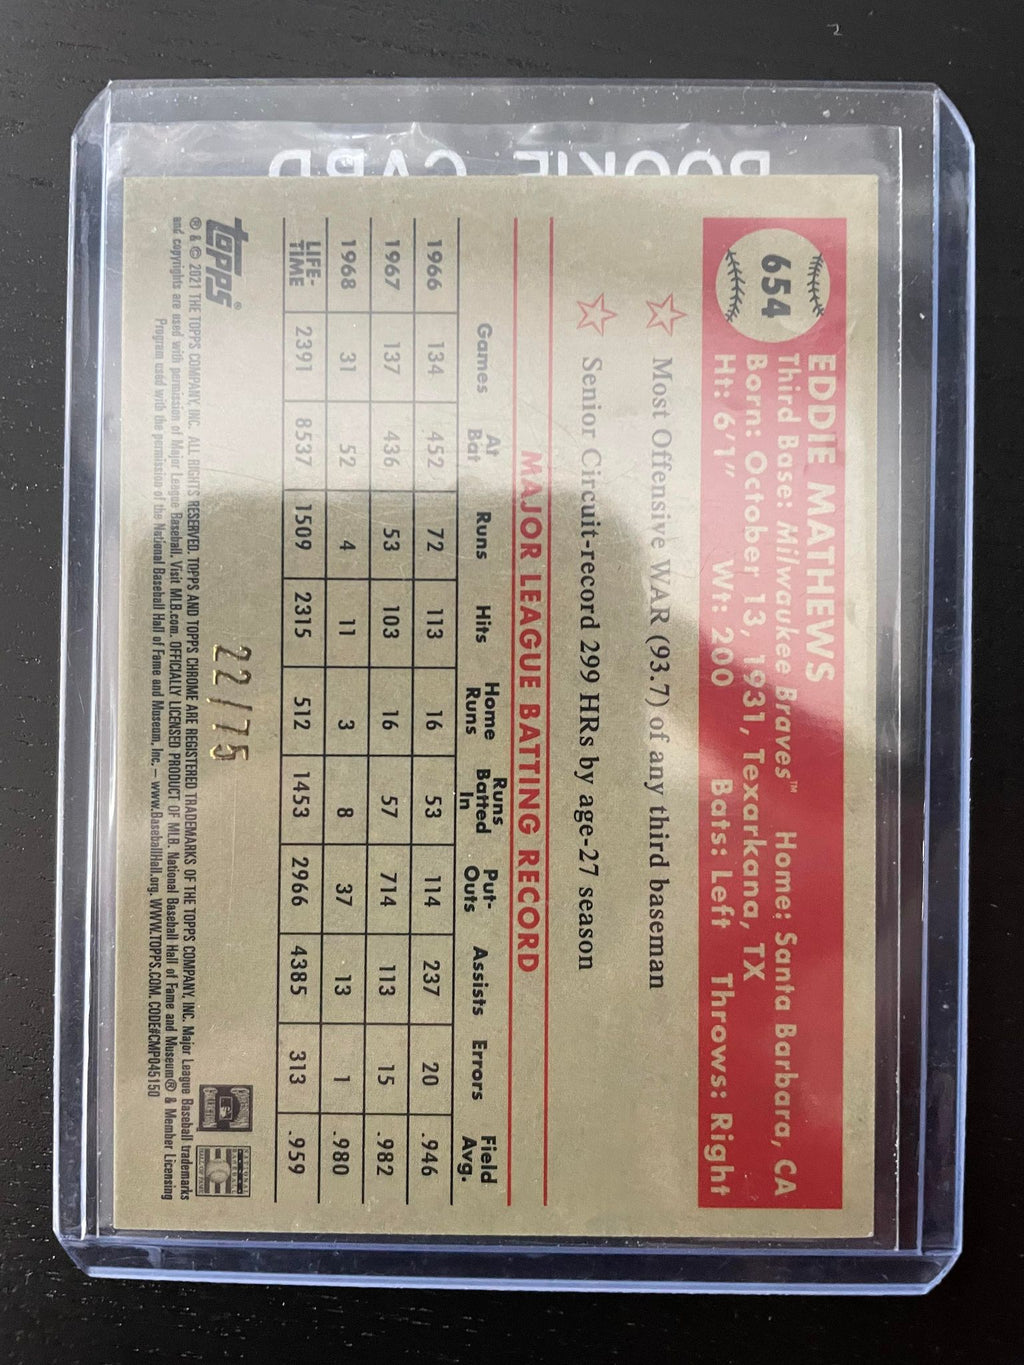 ROOKIE CARD
654
EDDIE MATHEWS
Third Base: Milwaukee Braves™ Home: Santa Barbara, CA
Born: October 13, 1931, Texarkana, TX
Ht: 6'1" Wt: 200 Bats: Left Throws: Right
Most Offensive WAR (93.7) of any third baseman
Senior Circuit-record 299 HRs by age-27 season
MAJOR LEAGUE BATTING RECORD
Games At Bat Runs Hits Home Runs Runs Batted In Put-Outs Assists Errors Field Avg.
1966 134 452 72 113 16 53 114 237 20 .946
1967 137 436 53 103 16 57 714 113 15 .982
1968 31 52 4 11 3 8 37 13 1 .980
LIFE-TIME 2391 8537 1509 2315 512 1453 2966 4385 313 .959
topps®
22/75
® & © 2021 THE TOPPS COMPANY, INC. ALL RIGHTS RESERVED. TOPPS AND TOPPS CHROME ARE REGISTERED TRADEMARKS OF THE TOPPS COMPANY, INC. Major League Baseball trademarks
and copyrights are used with permission of Major League Baseball. Visit MLB.com. OFFICIALLY LICENSED PRODUCT OF MLB. National Baseball Hall of Fame and Museum® & Member Licensing
Program used with the permission of the National Baseball Hall of Fame and Museum, Inc. – www.BaseballHall.org. WWW.TOPPS.COM. CODE#CMP045150
COOPERSTOWN
COLLECTION
NATIONAL
BASEBALL
HALL OF FAME